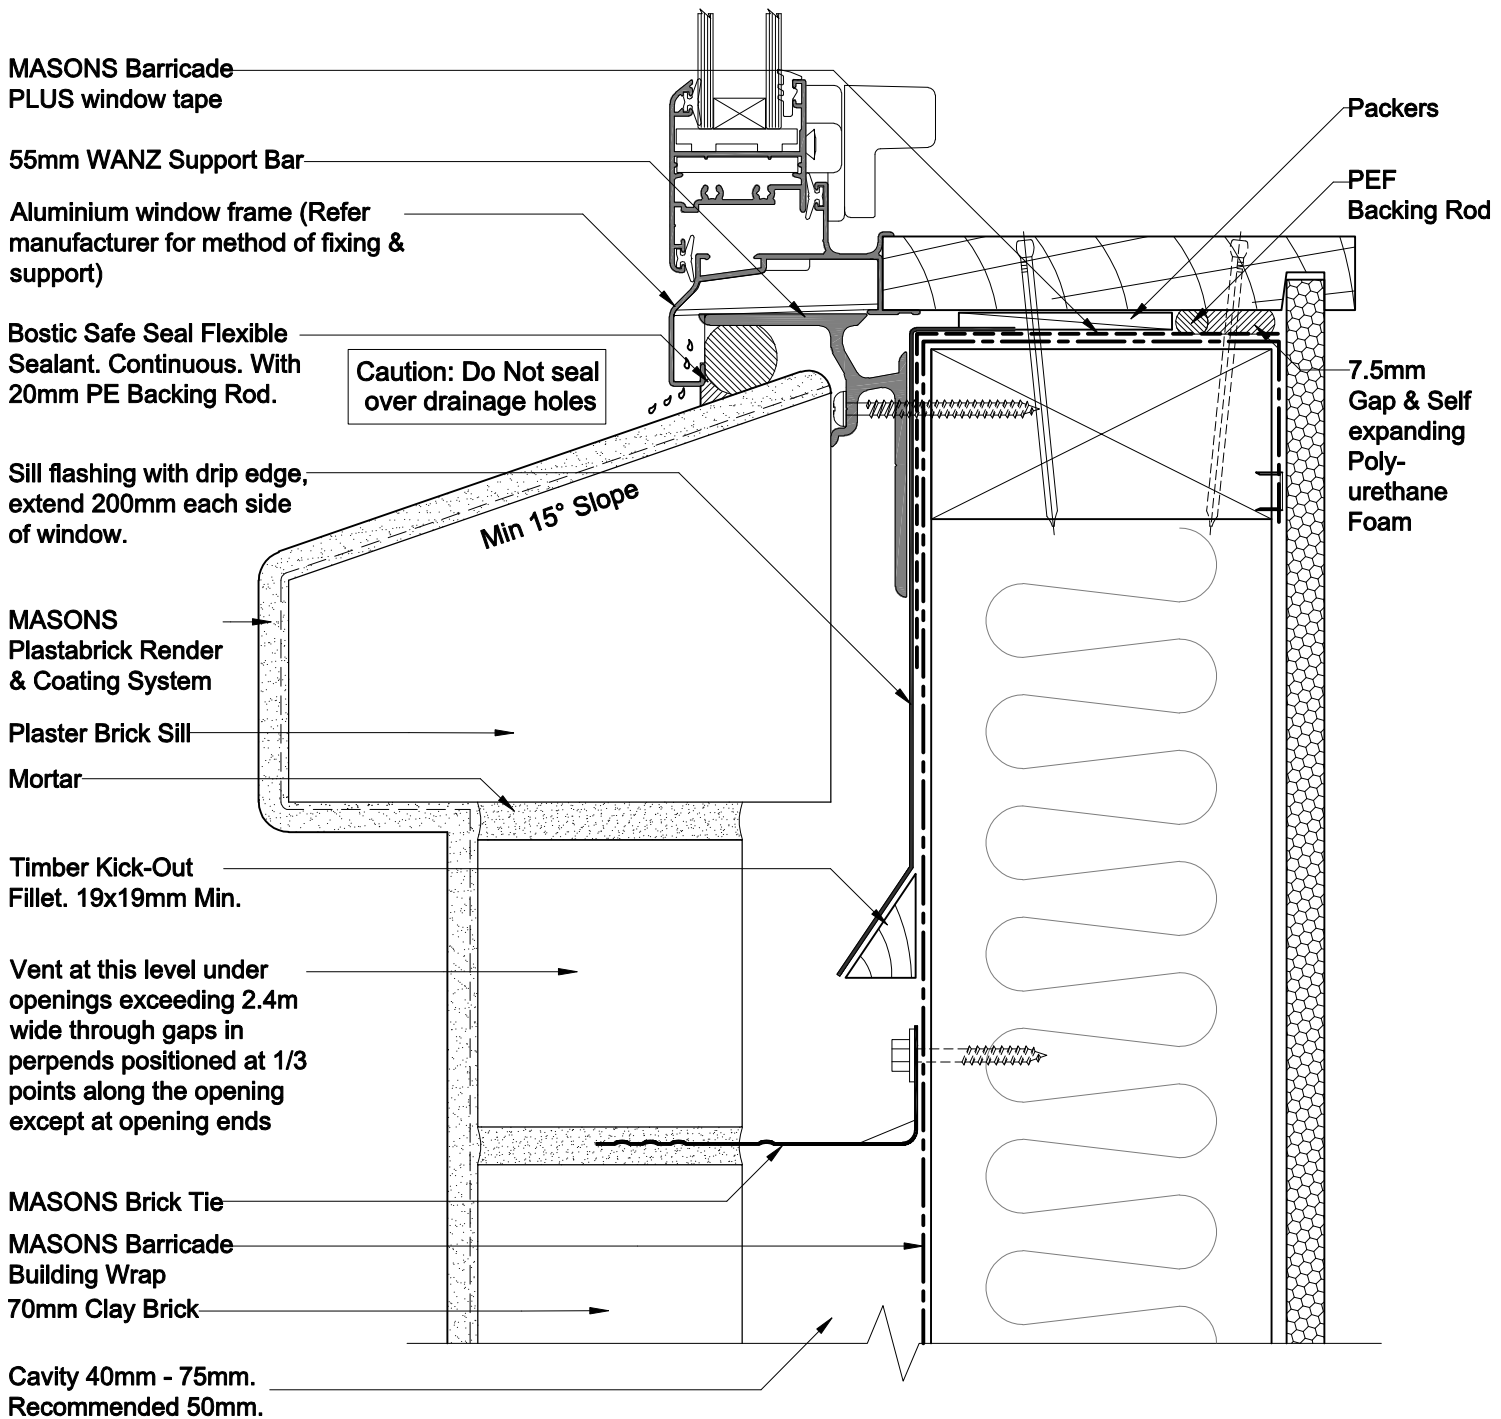 MASONS Barricade
PLUS window tape
55mm WANZ Support Bar
Aluminium window frame (Refer
manufacturer for method of fixing &
support)
Bostic Safe Seal Flexible
Sealant. Continuous. With
20mm PE Backing Rod.
Caution: Do Not seal
over drainage holes
Sill flashing with drip edge,
extend 200mm each side
of window.
Min 15° Slope
MASONS
Plastabrick Render
& Coating System
Plaster Brick Sill
Mortar
Timber Kick-Out
Fillet. 19x19mm Min.
Vent at this level under
openings exceeding 2.4m
wide through gaps in
perpends positioned at 1/3
points along the opening
except at opening ends
MASONS Brick Tie
MASONS Barricade
Building Wrap
70mm Clay Brick
Cavity 40mm - 75mm.
Recommended 50mm.
Packers
PEF
Backing Rod
7.5mm
Gap & Self
expanding
Poly-
urethane
Foam